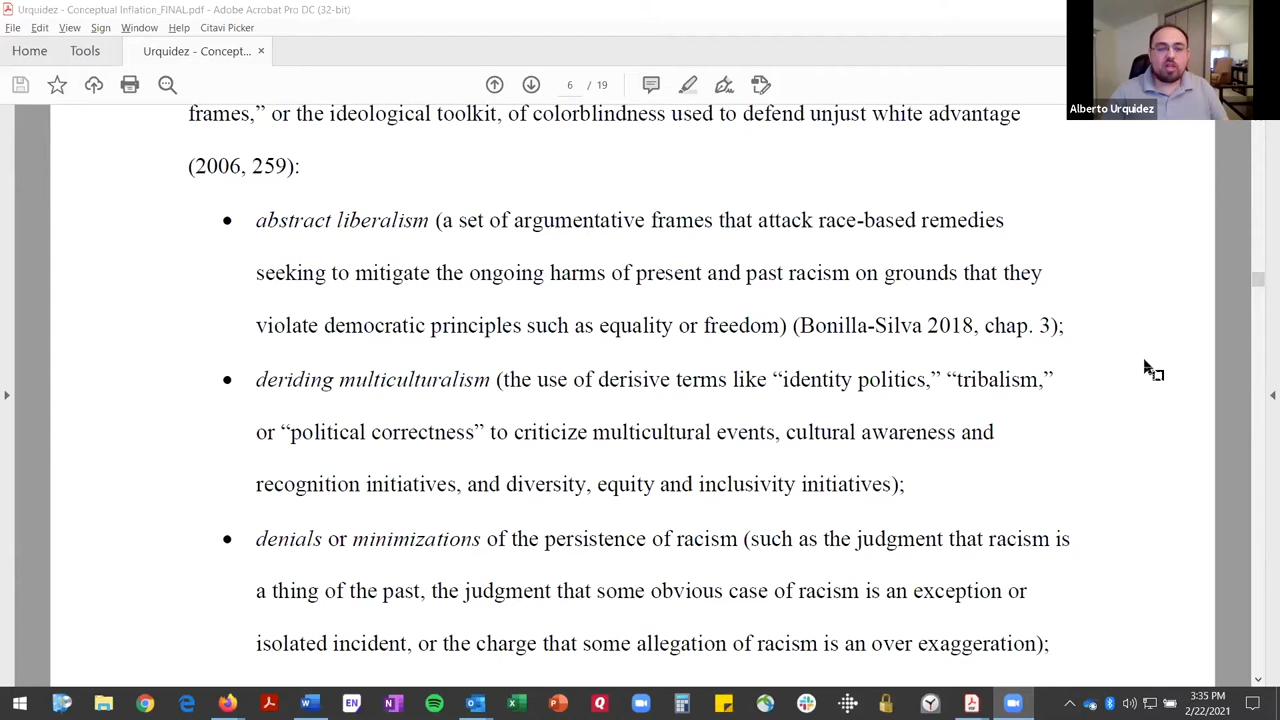 Urquidez - Conceptual Inflation_FINAL.pdf - Adobe Acrobat Pro DC (32-bit)
File Edit View Sign Window Help Citavi Picker
Home Tools Urquidez - Concept... ×
6 / 19
Alberto Urquidez
frames,” or the ideological toolkit, of colorblindness used to defend unjust white advantage
(2006, 259):
• abstract liberalism (a set of argumentative frames that attack race-based remedies
seeking to mitigate the ongoing harms of present and past racism on grounds that they
violate democratic principles such as equality or freedom) (Bonilla-Silva 2018, chap. 3);
• deriding multiculturalism (the use of derisive terms like “identity politics,” “tribalism,”
or “political correctness” to criticize multicultural events, cultural awareness and
recognition initiatives, and diversity, equity and inclusivity initiatives);
• denials or minimizations of the persistence of racism (such as the judgment that racism is
a thing of the past, the judgment that some obvious case of racism is an exception or
isolated incident, or the charge that some allegation of racism is an over exaggeration);
EN
3:35 PM
2/22/2021